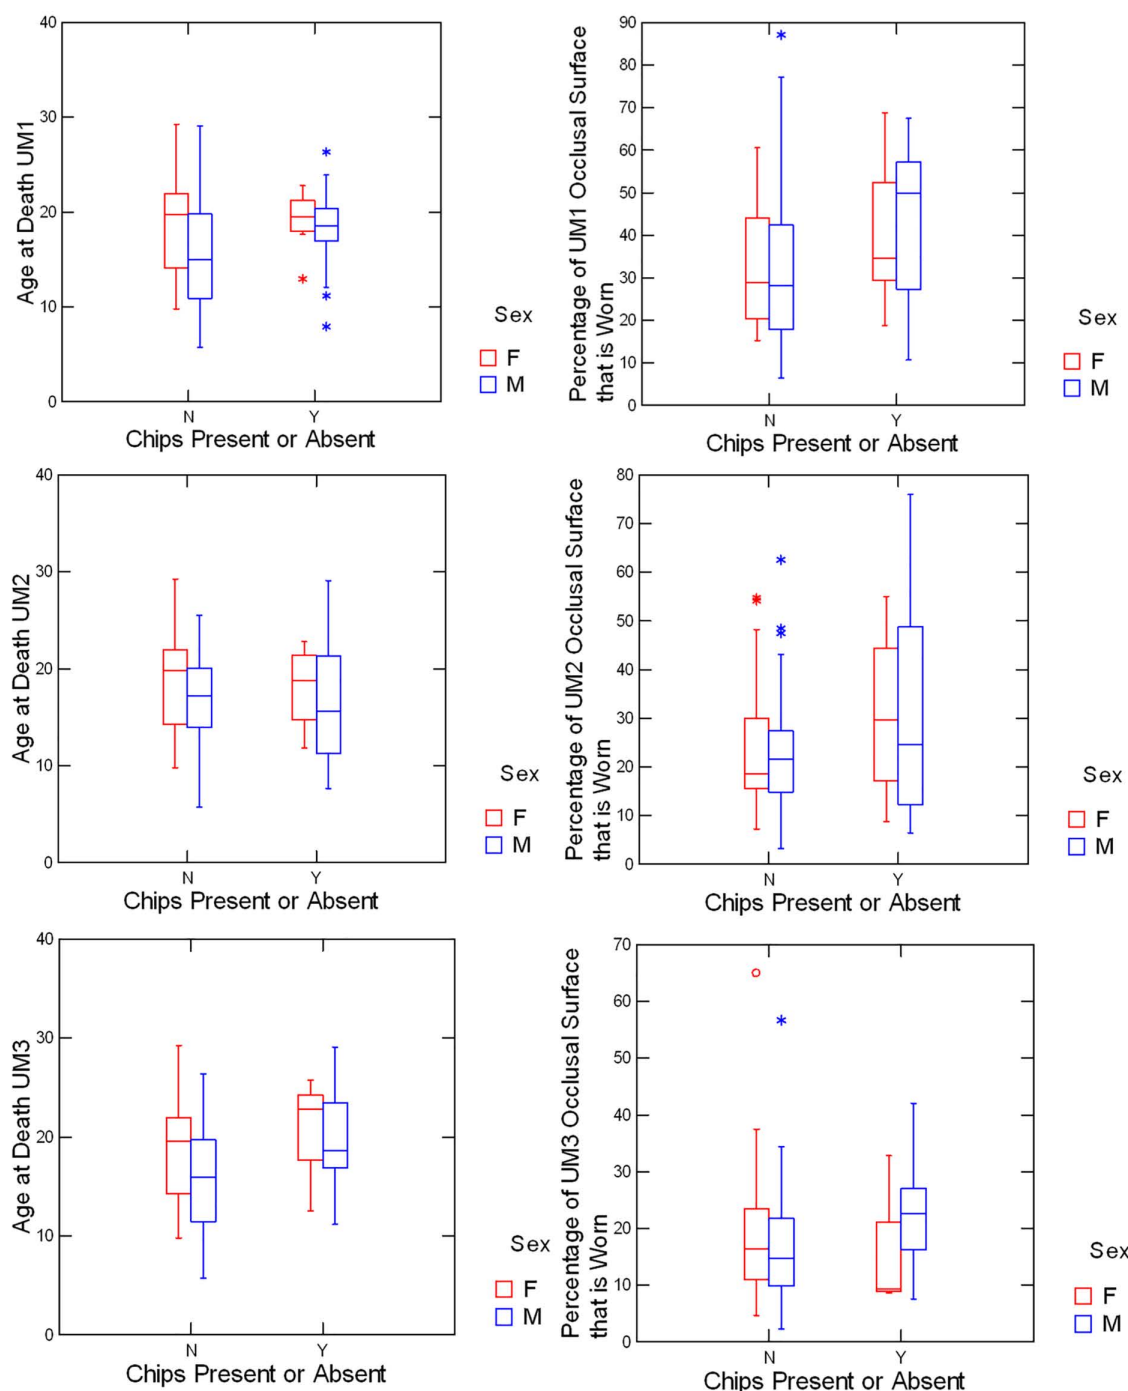 40
30
20
10
0
Age at Death UM1
N
Y
Chips Present or Absent
Sex
F
M
90
80
70
60
50
40
30
20
10
0
Percentage of UM1 Occlusal Surface
that is Worn
N
Y
Chips Present or Absent
Sex
F
M
40
30
20
10
0
Age at Death UM2
N
Y
Chips Present or Absent
Sex
F
M
80
70
60
50
40
30
20
10
0
Percentage of UM2 Occlusal Surface
that is Worn
N
Y
Chips Present or Absent
Sex
F
M
40
30
20
10
0
Age at Death UM3
N
Y
Chips Present or Absent
Sex
F
M
70
60
50
40
30
20
10
0
Percentage of UM3 Occlusal Surface
that is Worn
N
Y
Chips Present or Absent
Sex
F
M